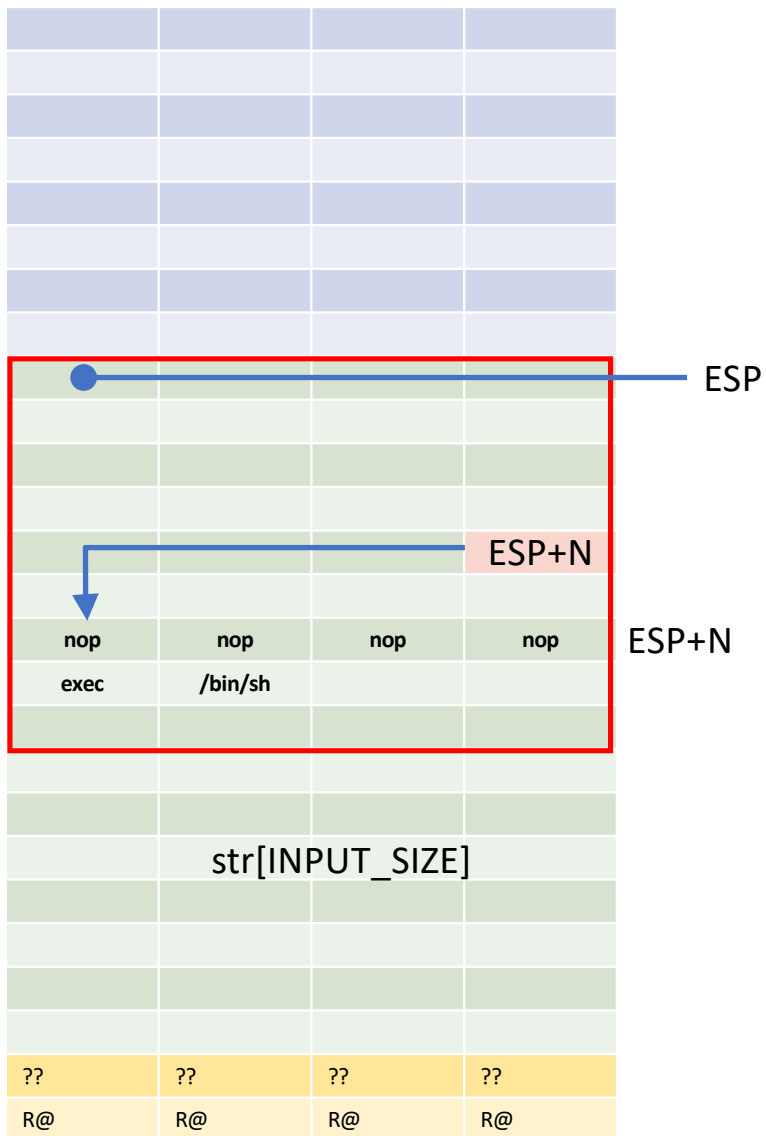 ESP
ESP+N
nop nop nop nop ESP+N
exec /bin/sh
str[INPUT_SIZE]
?? ?? ?? ??
R@ R@ R@ R@